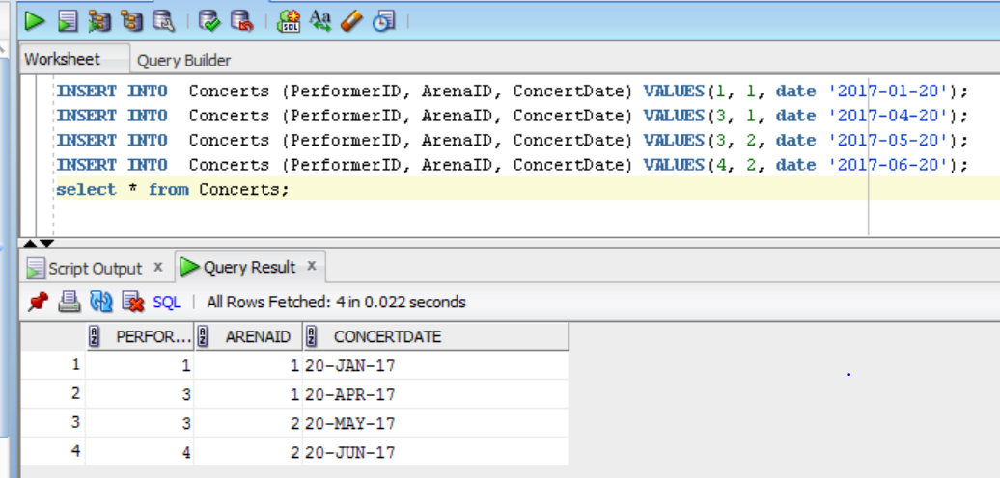 Worksheet Query Builder
INSERT INTO Concerts (PerformerID, ArenaID, ConcertDate) VALUES(1, 1, date '2017-01-20');
INSERT INTO Concerts (PerformerID, ArenaID, ConcertDate) VALUES(3, 1, date '2017-04-20');
INSERT INTO Concerts (PerformerID, ArenaID, ConcertDate) VALUES(3, 2, date '2017-05-20');
INSERT INTO Concerts (PerformerID, ArenaID, ConcertDate) VALUES(4, 2, date '2017-06-20');
select * from Concerts;
Script Output x Query Result x
SQL | All Rows Fetched: 4 in 0.022 seconds
PERFOR... ARENAID CONCERTDATE
1 1 1 20-JAN-17
2 3 1 20-APR-17
3 3 2 20-MAY-17
4 4 2 20-JUN-17